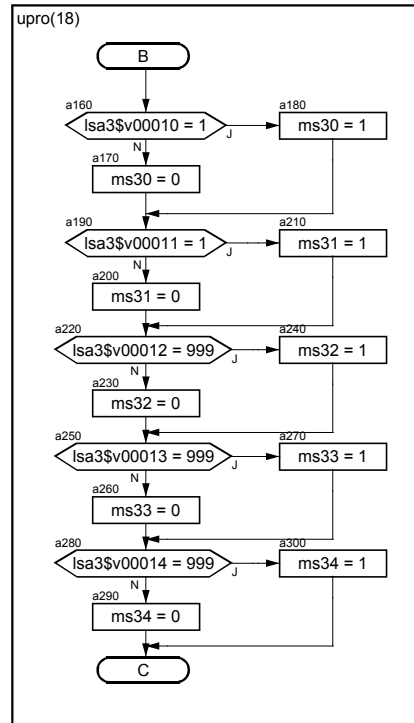 upro(18)
B
a160
lsa3$v00010 = 1
J
N
a180
ms30 = 1
a170
ms30 = 0
a190
lsa3$v00011 = 1
J
N
a210
ms31 = 1
a200
ms31 = 0
a220
lsa3$v00012 = 999
J
N
a240
ms32 = 1
a230
ms32 = 0
a250
lsa3$v00013 = 999
J
N
a270
ms33 = 1
a260
ms33 = 0
a280
lsa3$v00014 = 999
J
N
a300
ms34 = 1
a290
ms34 = 0
C